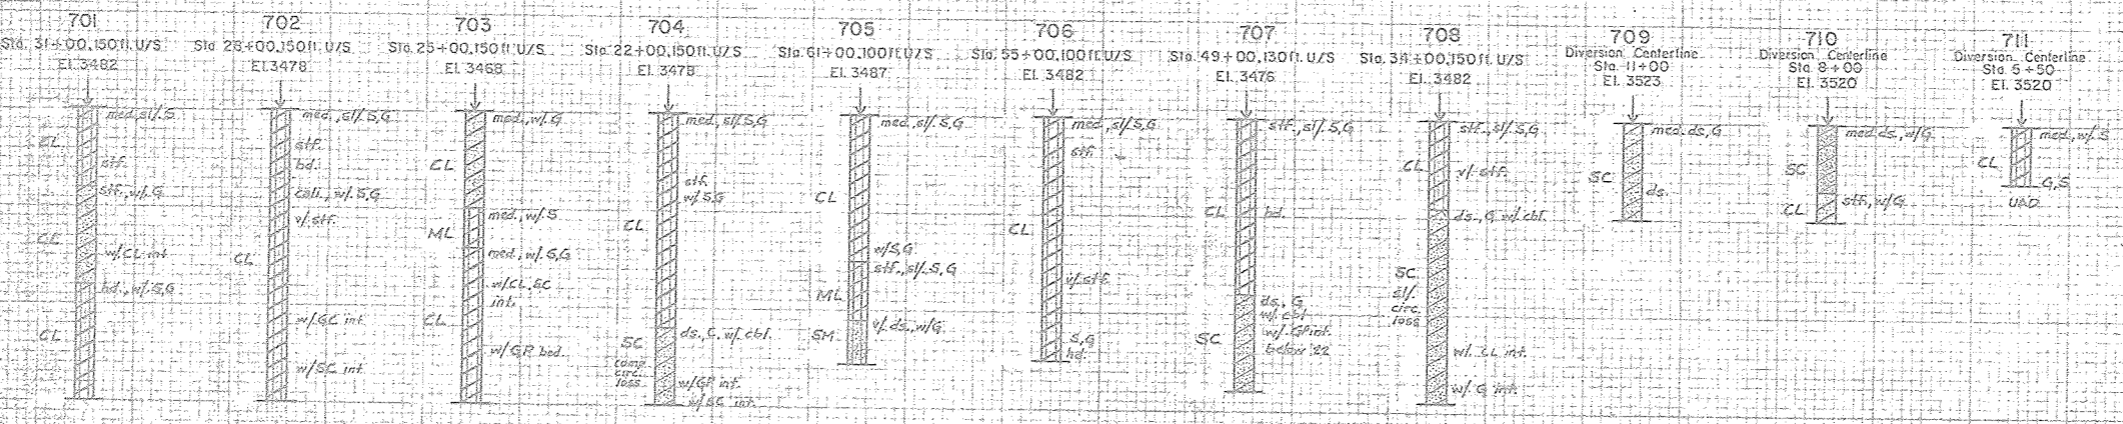 701
Sta. 31+00, 150 ft. U/S
El. 3482
med., sl/. S
CL
stf.
stf., w/G
CL
w/CL int
hd., w/S,G
CL
702
Sta. 28+00, 150 ft. U/S
El. 3478
med., sl/. S,G
stf.
hd.
cali., w/S,G
v/stf.
CL
w/GC int
w/SC int
703
Sta. 25+00, 150 ft. U/S
El. 3468
med., w/G
CL
med., w/S
ML
med., w/S,G
w/CL, SC
int.
CL
w/GP bed.
704
Sta. 22+00, 150 ft. U/S
El. 3478
med., sl/. S,G
stf.
w/S,G
CL
ds., C. w/cbl.
SC
comp
circ.
loss
w/GP int.
w/SC int.
705
Sta. 61+00, 100 ft. U/S
El. 3487
med., sl/. S,G
CL
w/S,G
stf., sl/. S,G
ML
v/ds., w/G
SM
706
Sta. 55+00, 100 ft. U/S
El. 3482
med., sl/. S,G
stf.
CL
v/stf.
S,G
hd.
707
Sta. 49+00, 130 ft. U/S
El. 3476
stf., sl/. S,G
CL
hd.
ds., G
w/cbl
w/GP int.
below 22
SC
708
Sta. 34+00, 150 ft. U/S
El. 3482
stf., sl/. S,G
CL
v/stf.
ds., G w/cbl.
SC
sl/.
circ.
loss
w/. CL int.
w/G int.
709
Diversion Centerline
Sta. 11+00
El. 3523
med. ds, G
SC
ds.
710
Diversion Centerline
Sta. 8+00
El. 3520
med. ds., w/G
SC
stf., w/G
CL
711
Diversion Centerline
Sta. 5+50
El. 3520
med., w/S
CL
G,S
UAD